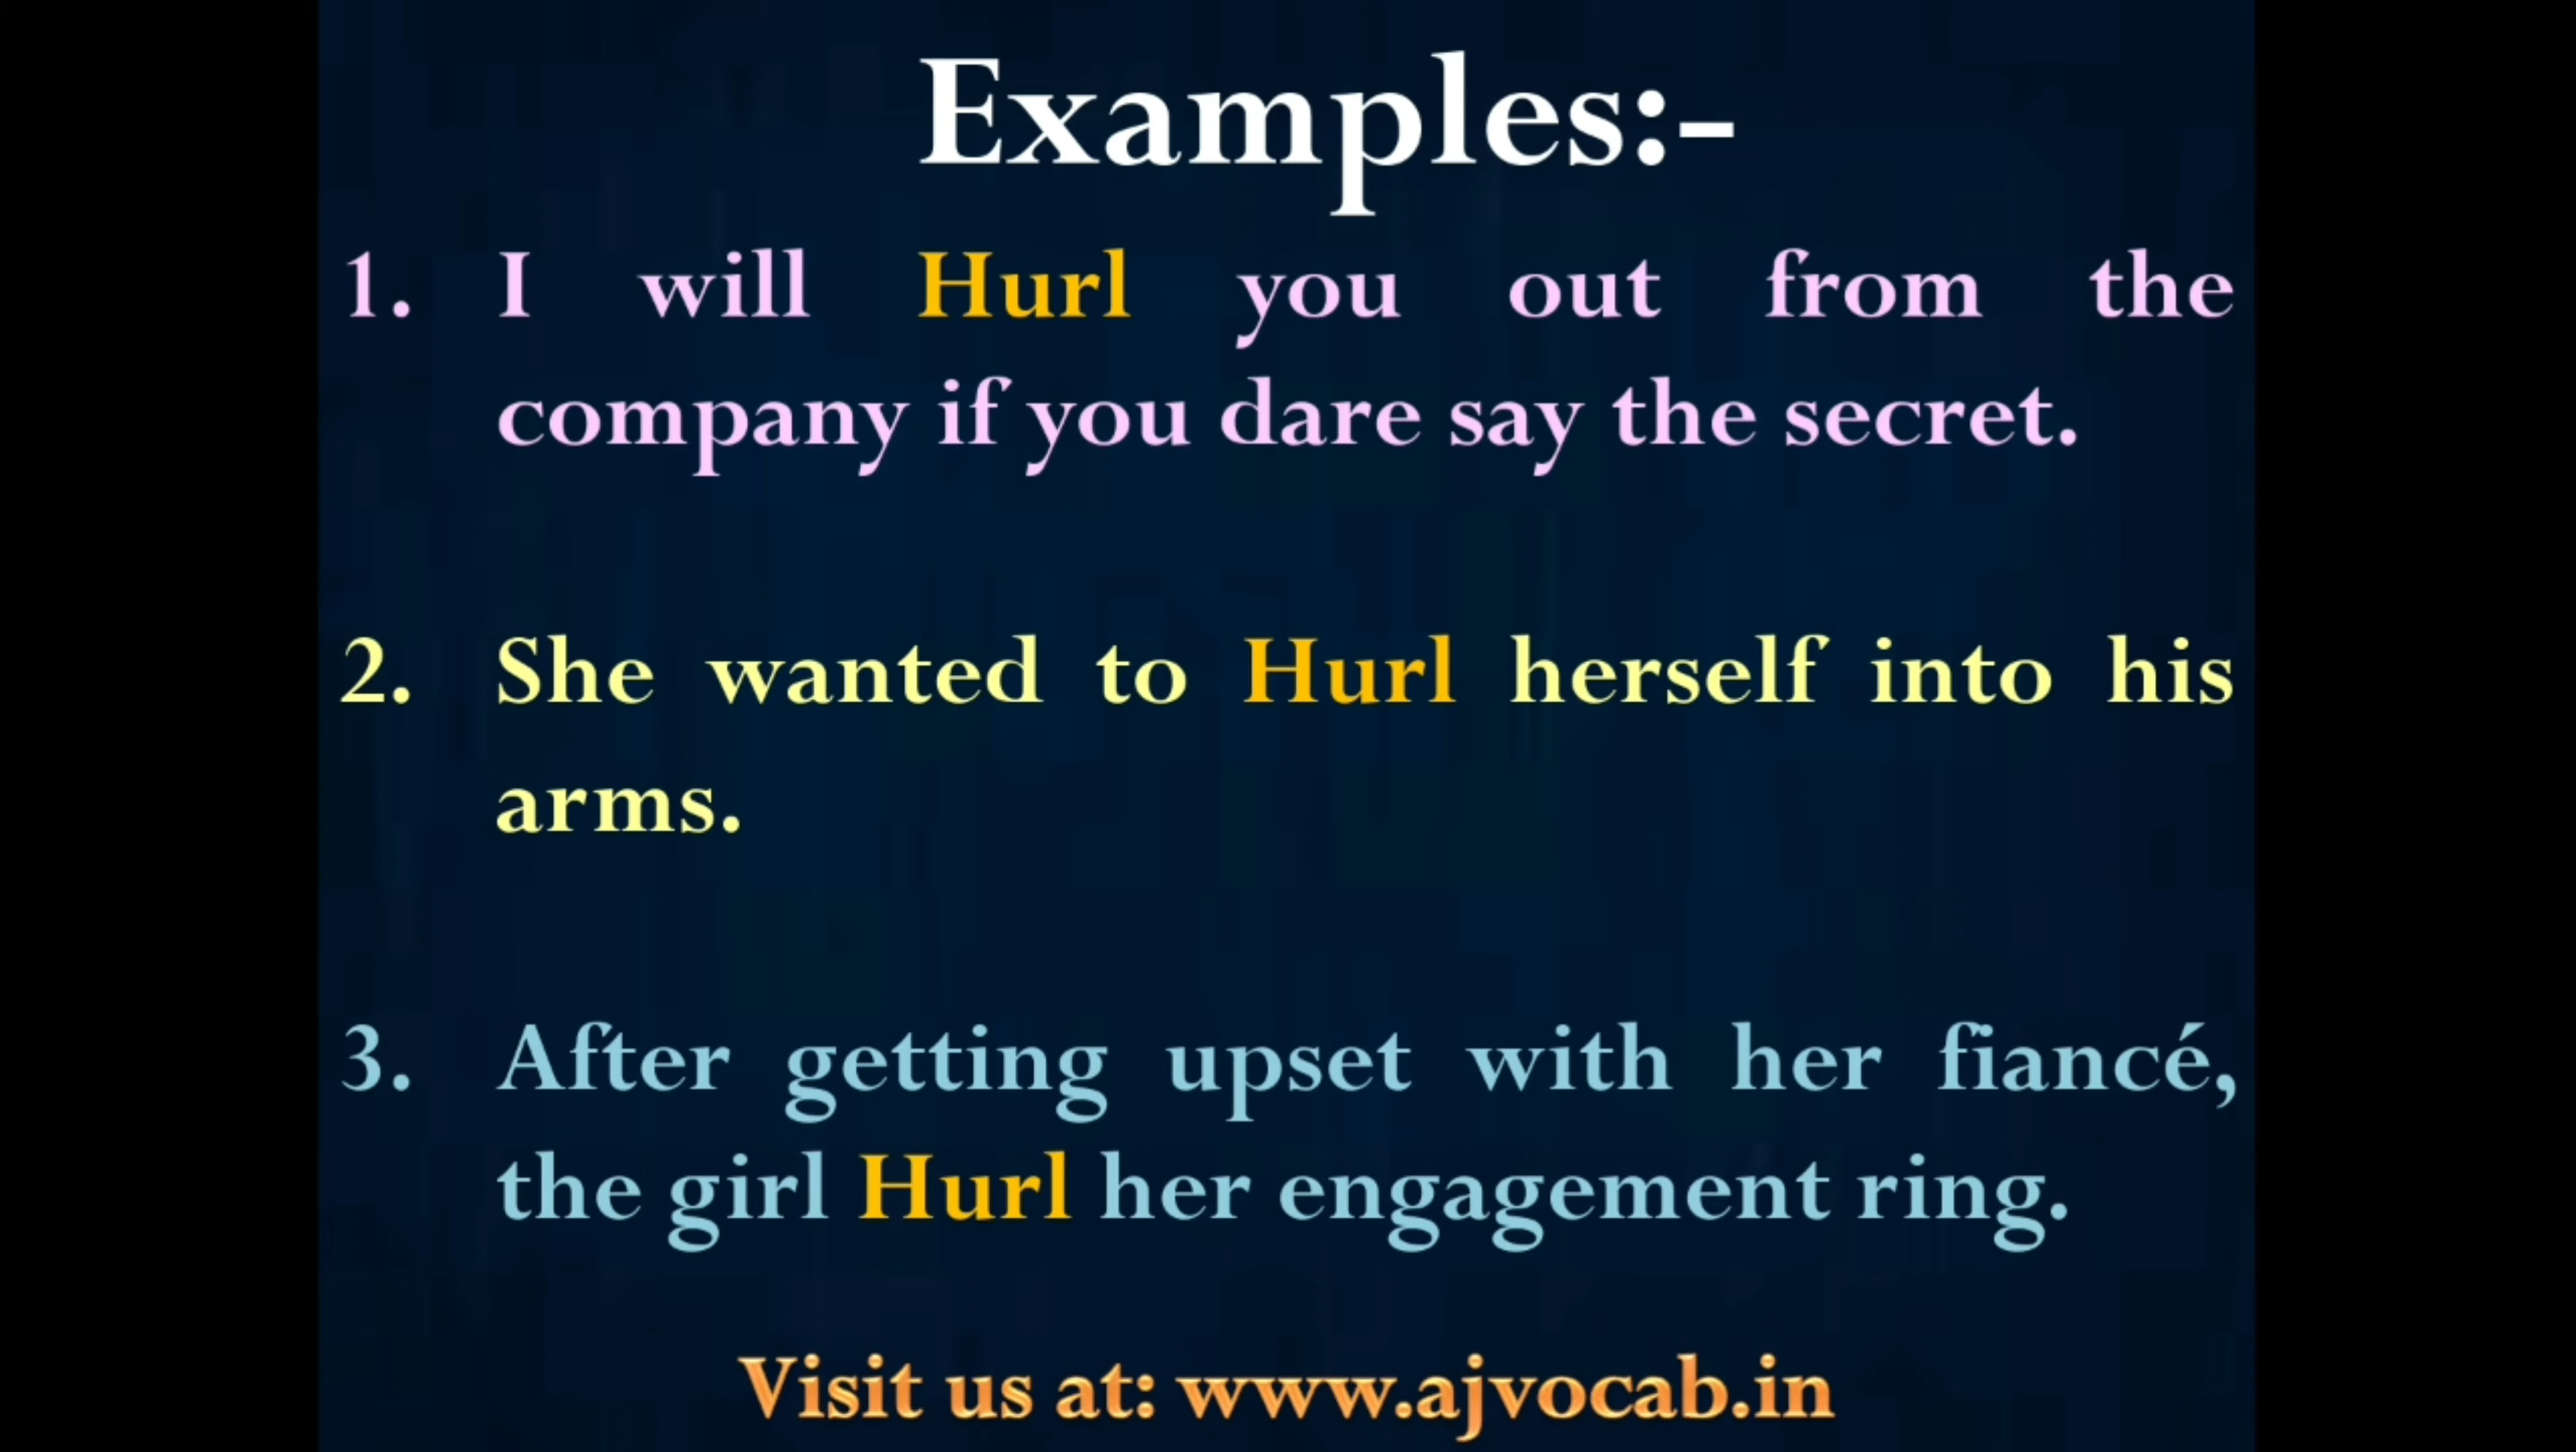 Examples:-
1. I will Hurl you out from the
company if you dare say the secret.
2. She wanted to Hurl herself into his
arms.
3. After getting upset with her fiancé,
the girl Hurl her engagement ring.
Visit us at: www.ajvocab.in